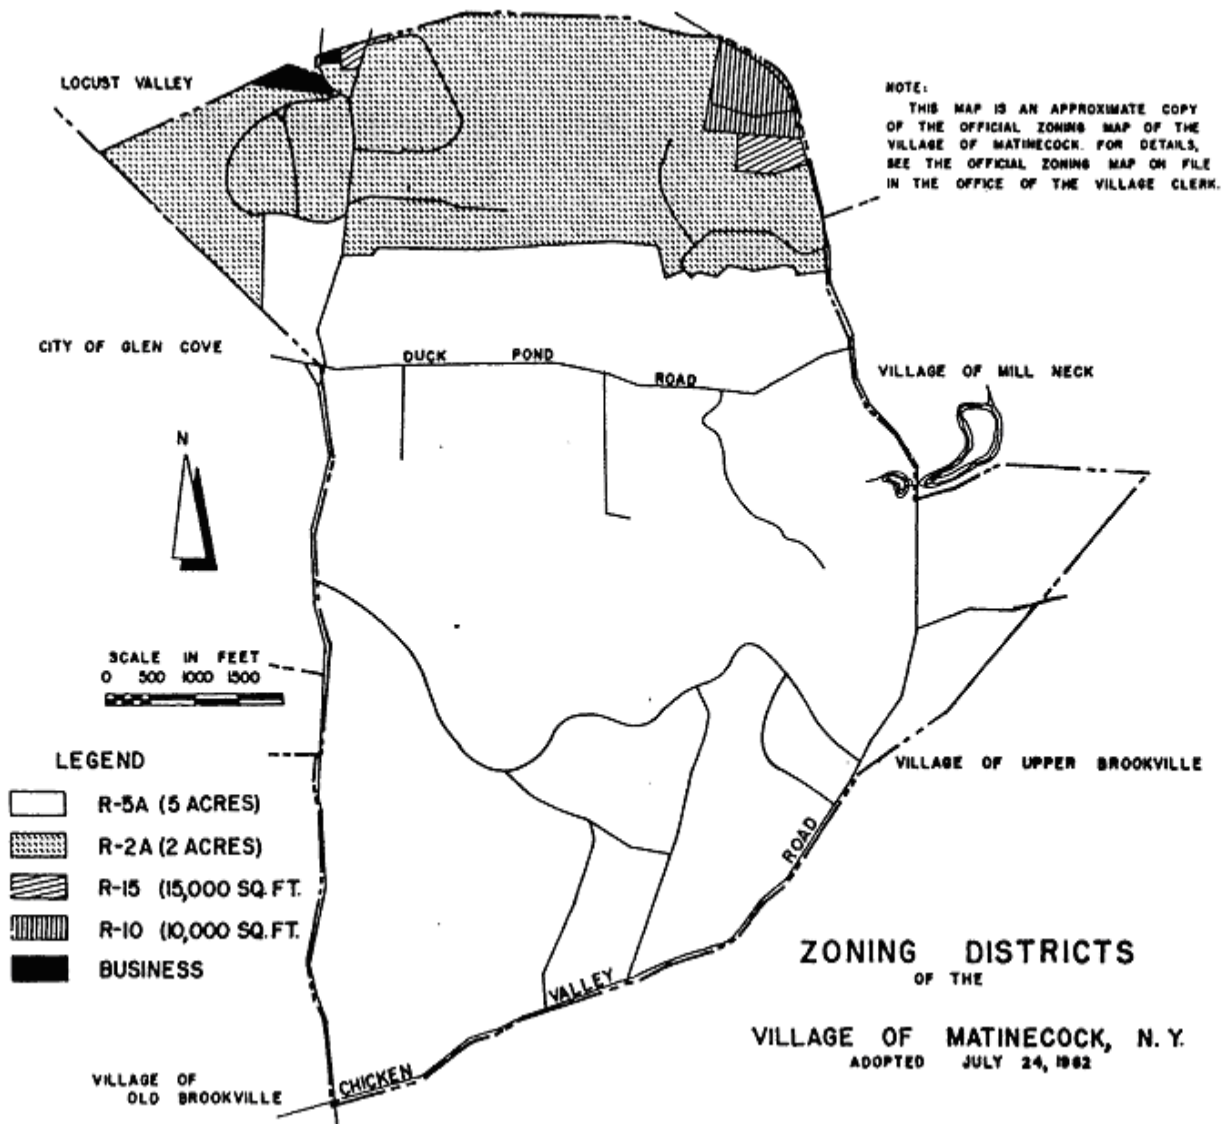 LOCUST VALLEY
NOTE:
THIS MAP IS AN APPROXIMATE COPY
OF THE OFFICIAL ZONING MAP OF THE
VILLAGE OF MATINECOCK. FOR DETAILS,
SEE THE OFFICIAL ZONING MAP ON FILE
IN THE OFFICE OF THE VILLAGE CLERK.
CITY OF GLEN COVE
DUCK POND ROAD
VILLAGE OF MILL NECK
N
SCALE IN FEET
0 500 1000 1500
LEGEND
R-5A (5 ACRES)
R-2A (2 ACRES)
R-15 (15,000 SQ. FT.
R-10 (10,000 SQ. FT.
BUSINESS
VILLAGE OF UPPER BROOKVILLE
CHICKEN VALLEY ROAD
ZONING DISTRICTS
OF THE
VILLAGE OF MATINECOCK, N.Y.
ADOPTED JULY 24, 1962
VILLAGE OF
OLD BROOKVILLE